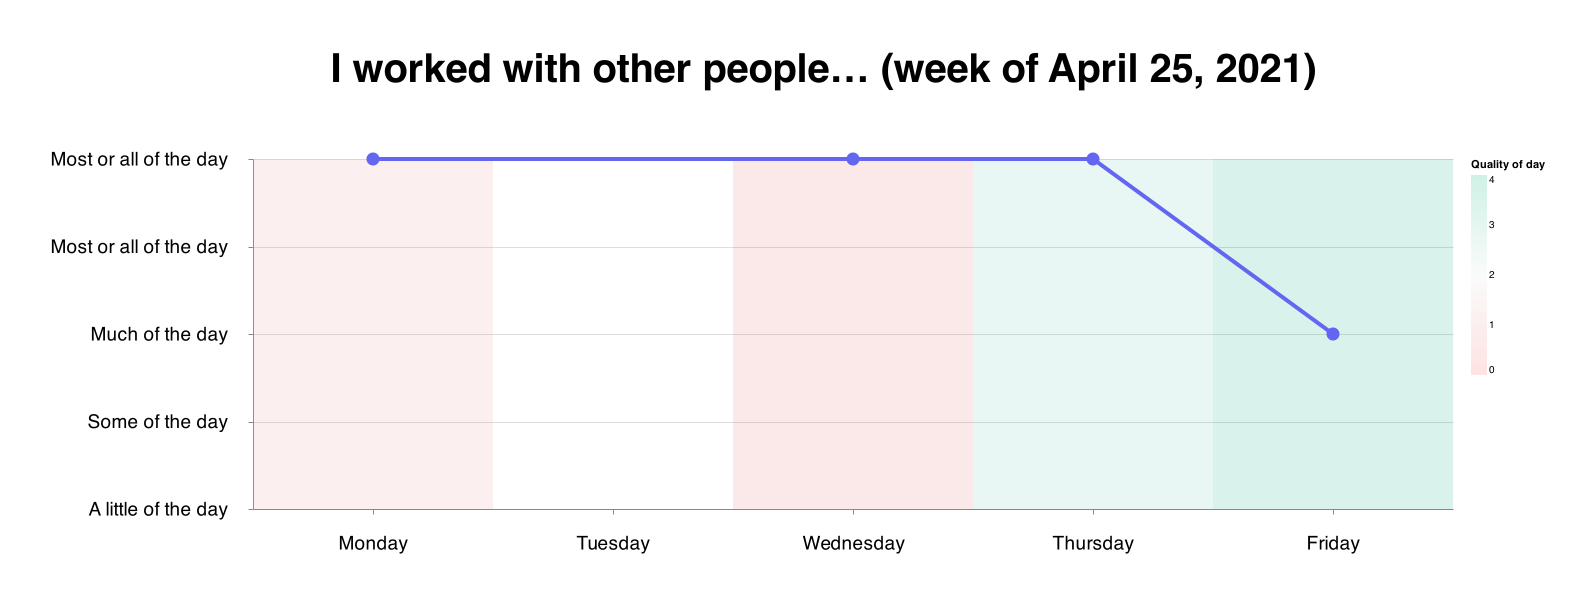 I worked with other people… (week of April 25, 2021)
Most or all of the day
Most or all of the day
Much of the day
Some of the day
A little of the day
Monday
Tuesday
Wednesday
Thursday
Friday
Quality of day
4
3
2
1
0